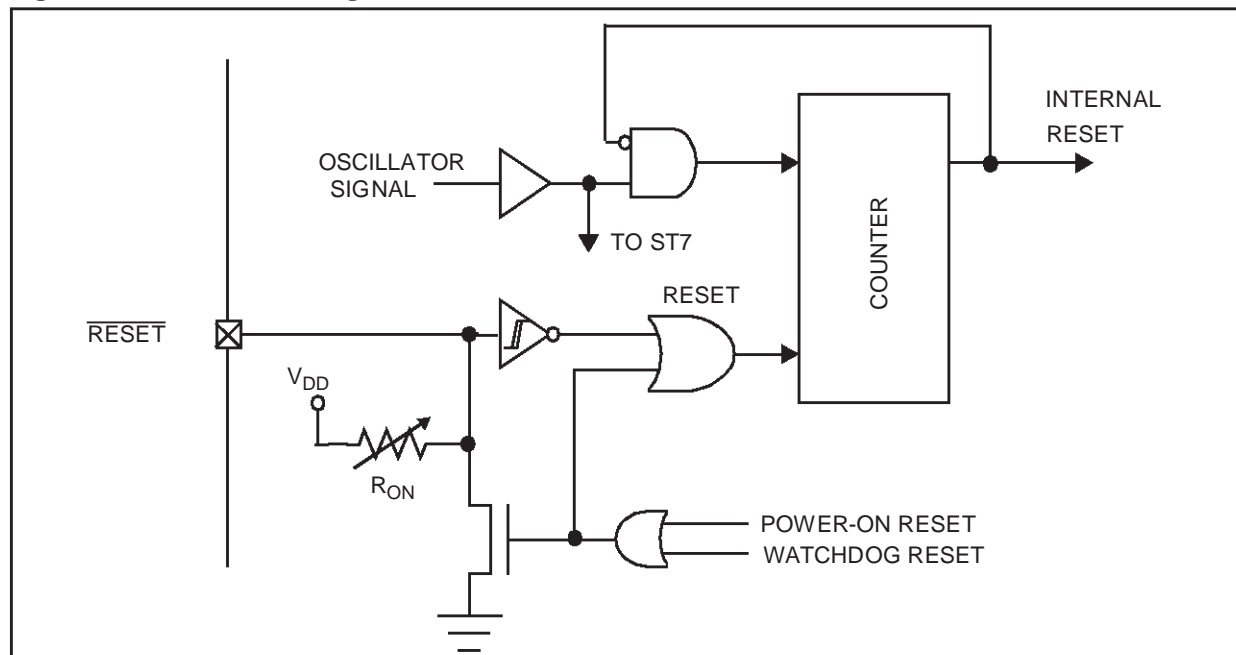 INTERNAL
RESET
OSCILLATOR
SIGNAL
TO ST7
COUNTER
RESET
RESET
VDD
RON
POWER-ON RESET
WATCHDOG RESET